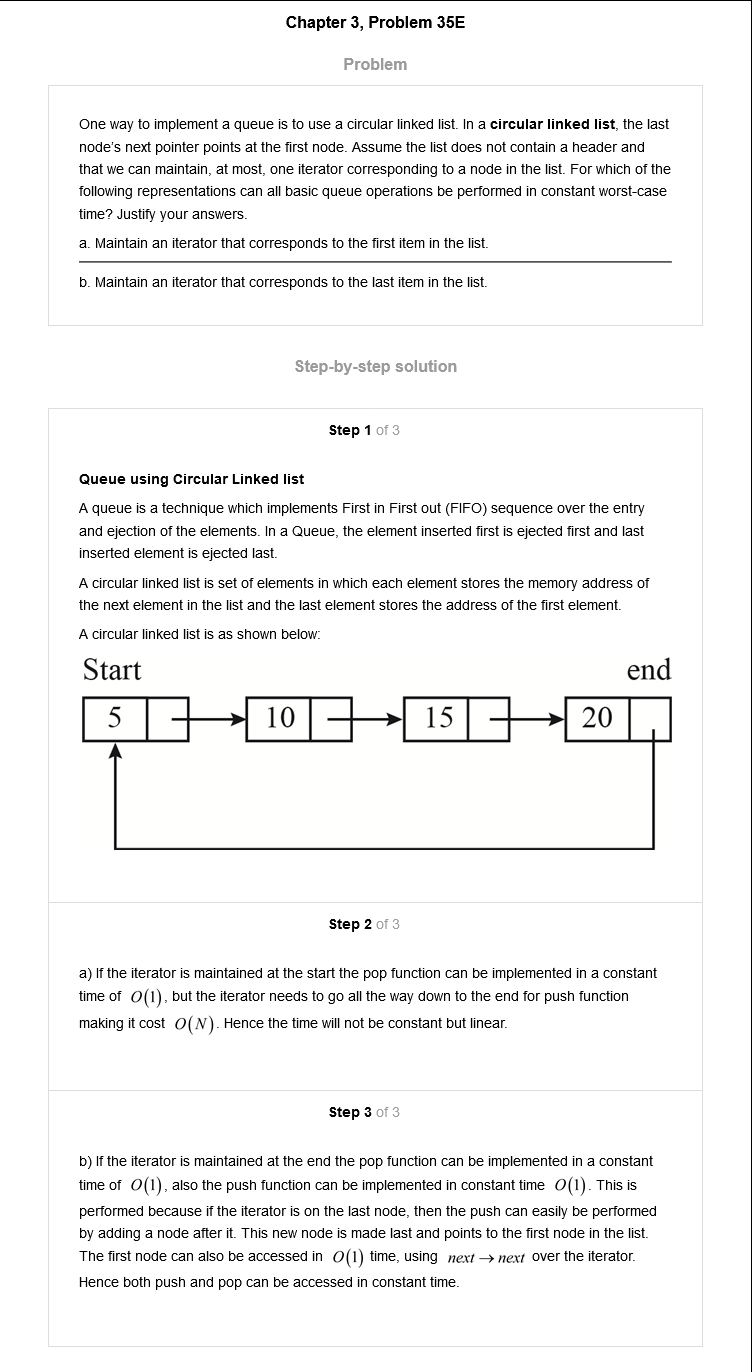 Chapter 3, Problem 35E
Problem
One way to implement a queue is to use a circular linked list. In a circular linked list, the last
node's next pointer points at the first node. Assume the list does not contain a header and
that we can maintain, at most, one iterator corresponding to a node in the list. For which of the
following representations can all basic queue operations be performed in constant worst-case
time? Justify your answers.
a. Maintain an iterator that corresponds to the first item in the list.
b. Maintain an iterator that corresponds to the last item in the list.
Step-by-step solution
Step 1 of 3
Queue using Circular Linked list
A queue is a technique which implements First in First out (FIFO) sequence over the entry
and ejection of the elements. In a Queue, the element inserted first is ejected first and last
inserted element is ejected last.
A circular linked list is set of elements in which each element stores the memory address of
the next element in the list and the last element stores the address of the first element.
A circular linked list is as shown below:
Start end
5 10 15 20
Step 2 of 3
a) If the iterator is maintained at the start the pop function can be implemented in a constant
time of O(1), but the iterator needs to go all the way down to the end for push function
making it cost O(N). Hence the time will not be constant but linear.
Step 3 of 3
b) If the iterator is maintained at the end the pop function can be implemented in a constant
time of O(1), also the push function can be implemented in constant time O(1). This is
performed because if the iterator is on the last node, then the push can easily be performed
by adding a node after it. This new node is made last and points to the first node in the list.
The first node can also be accessed in O(1) time, using next → next over the iterator.
Hence both push and pop can be accessed in constant time.